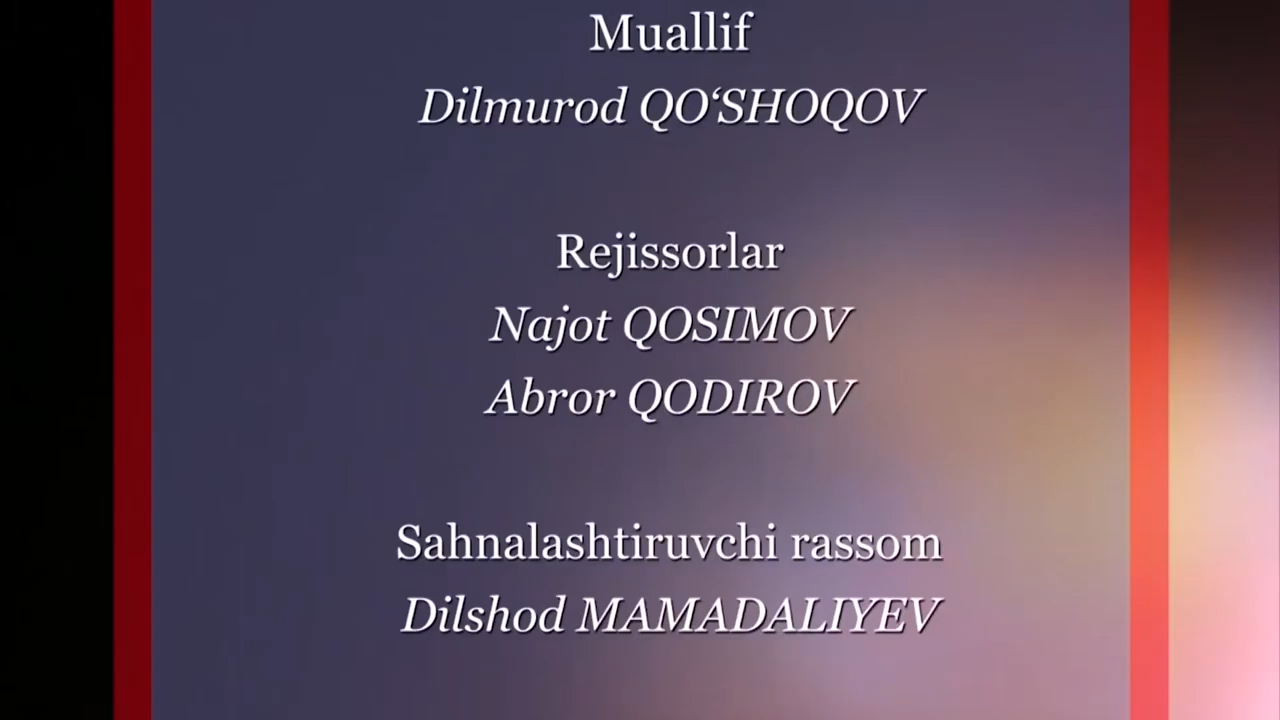 Muallif
Dilmurod QO‘SHOQOV
Rejissorlar
Najot QOSIMOV
Abror QODIROV
Sahnalashtiruvchi rassom
Dilshod MAMADALIYEV